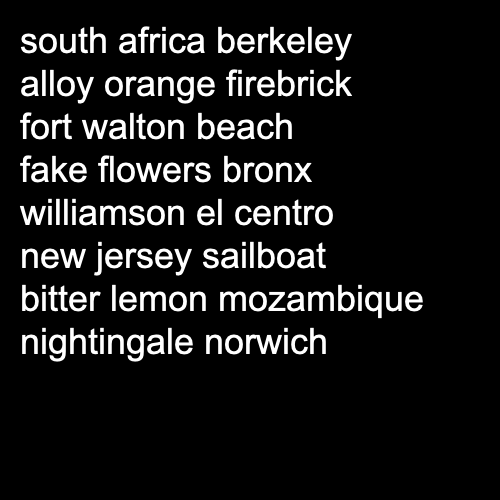 south africa berkeley
alloy orange firebrick
fort walton beach
fake flowers bronx
williamson el centro
new jersey sailboat
bitter lemon mozambique
nightingale norwich